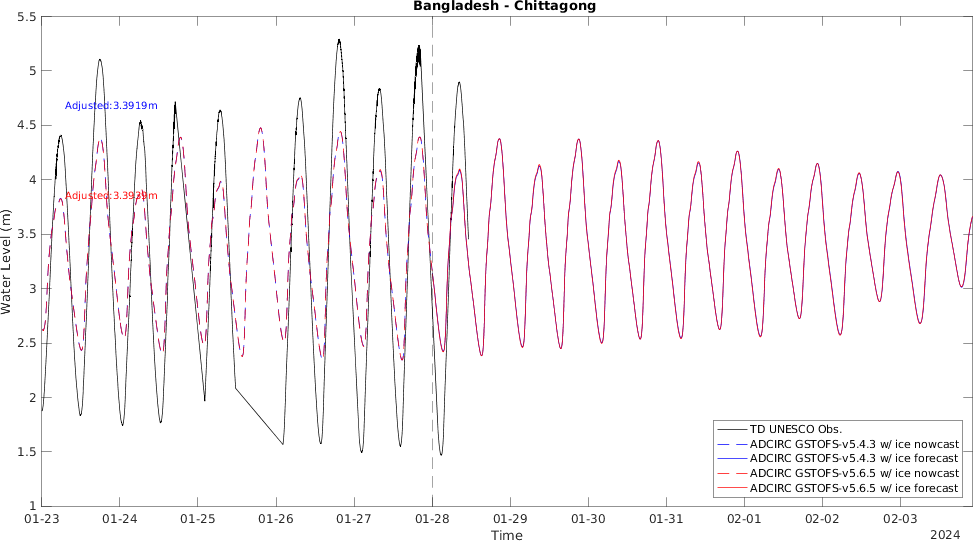 Bangladesh - Chittagong
5.5
5
4.5
4
3.5
3
2.5
2
1.5
1
Water Level (m)
Adjusted:3.3919m
Adjusted:3.3939m
TD UNESCO Obs.
ADCIRC GSTOFS-v5.4.3 w/ ice nowcast
ADCIRC GSTOFS-v5.4.3 w/ ice forecast
ADCIRC GSTOFS-v5.6.5 w/ ice nowcast
ADCIRC GSTOFS-v5.6.5 w/ ice forecast
01-23 01-24 01-25 01-26 01-27 01-28 01-29 01-30 01-31 02-01 02-02 02-03
Time
2024